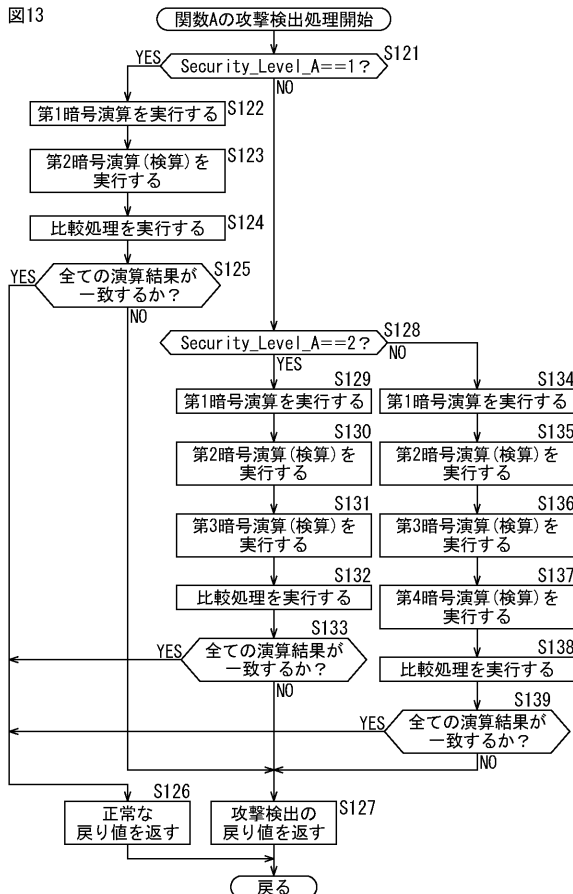 図13
関数Aの攻撃検出処理開始
S121
Security_Level_A==1?
YES
NO
S122
第1暗号演算を実行する
S123
第2暗号演算(検算)を
実行する
S124
比較処理を実行する
S125
全ての演算結果が
一致するか?
YES
NO
S128
Security_Level_A==2?
YES
NO
S129
第1暗号演算を実行する
S130
第2暗号演算(検算)を
実行する
S131
第3暗号演算(検算)を
実行する
S132
比較処理を実行する
S133
全ての演算結果が
一致するか?
YES
NO
S134
第1暗号演算を実行する
S135
第2暗号演算(検算)を
実行する
S136
第3暗号演算(検算)を
実行する
S137
第4暗号演算(検算)を
実行する
S138
比較処理を実行する
S139
全ての演算結果が
一致するか?
YES
NO
S126
正常な
戻り値を返す
S127
攻撃検出の
戻り値を返す
戻る